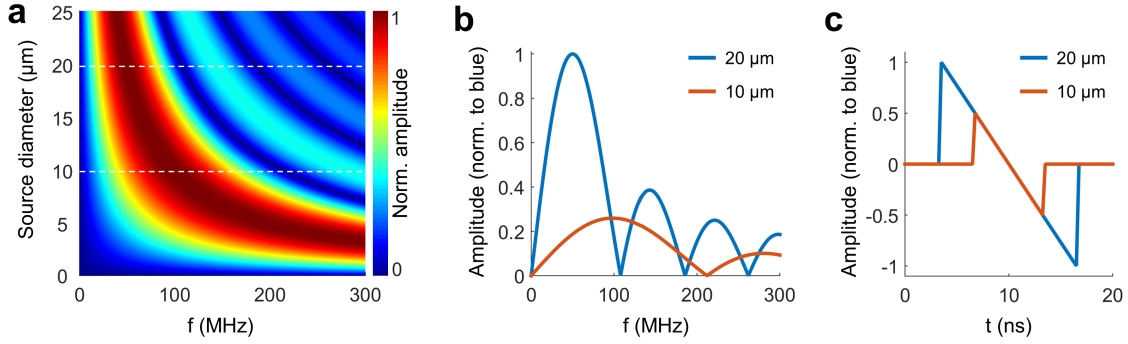 a
25
20
15
10
5
0
Source diameter (µm)
0
100
200
300
f (MHz)
1
0
Norm. amplitude
b
1
0.8
0.6
0.4
0.2
0
Amplitude (norm. to blue)
20 µm
10 µm
0
100
200
300
f (MHz)
c
1
0.5
0
-0.5
-1
Amplitude (norm. to blue)
20 µm
10 µm
0
10
20
t (ns)